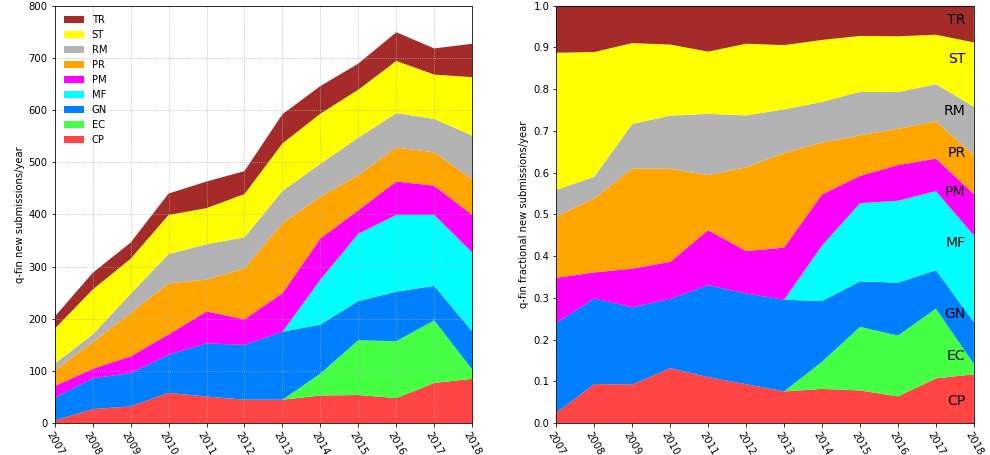 800
700
600
500
400
300
200
100
0
q-fin new submissions/year
TR
ST
RM
PR
PM
MF
GN
EC
CP
2007 2008 2009 2010 2011 2012 2013 2014 2015 2016 2017 2018
1.0
0.9
0.8
0.7
0.6
0.5
0.4
0.3
0.2
0.1
0.0
q-fin fractional new submissions/year
TR
ST
RM
PR
PM
MF
GN
EC
CP
2007 2008 2009 2010 2011 2012 2013 2014 2015 2016 2017 2018